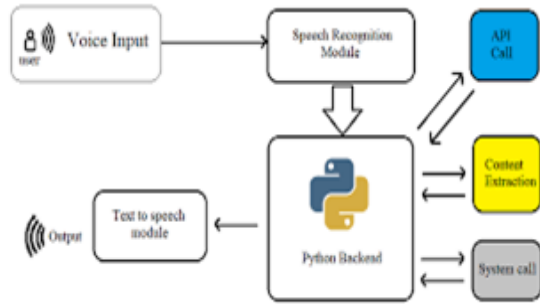 Voice Input
user
Speech Recognition
Module
API
Call
Content
Extraction
System call
Python Backend
Text to speech
module
Output